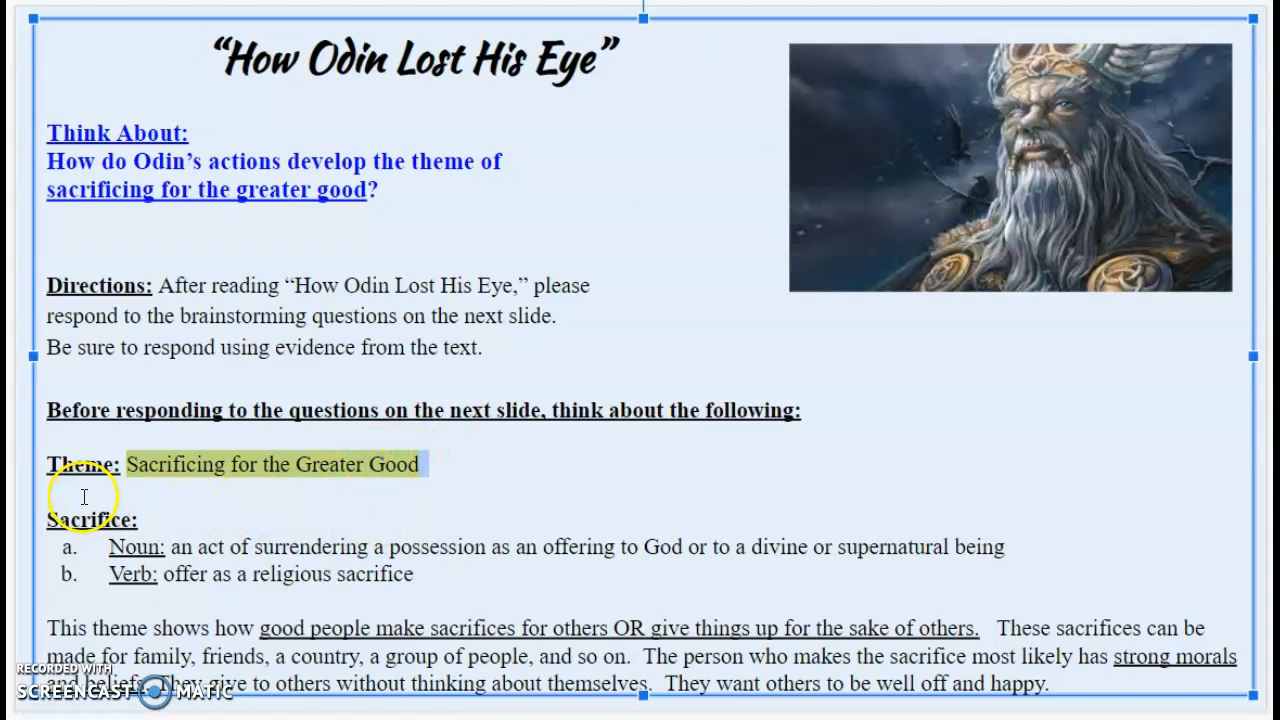 “How Odin Lost His Eye”
Think About:
How do Odin’s actions develop the theme of
sacrificing for the greater good?
Directions: After reading “How Odin Lost His Eye,” please
respond to the brainstorming questions on the next slide.
Be sure to respond using evidence from the text.
Before responding to the questions on the next slide, think about the following:
Theme: Sacrificing for the Greater Good
Sacrifice:
a. Noun: an act of surrendering a possession as an offering to God or to a divine or supernatural being
b. Verb: offer as a religious sacrifice
This theme shows how good people make sacrifices for others OR give things up for the sake of others. These sacrifices can be
made for family, friends, a country, a group of people, and so on. The person who makes the sacrifice most likely has strong morals
and beliefs. They give to others without thinking about themselves. They want others to be well off and happy.
RECORDED WITH
SCREENCAST MATIC